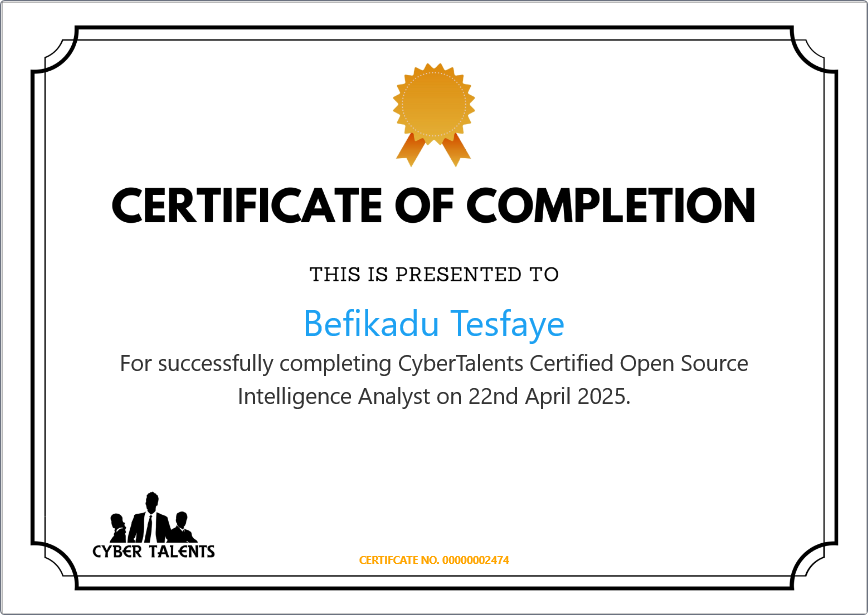 CERTIFICATE OF COMPLETION
THIS IS PRESENTED TO
Befikadu Tesfaye
For successfully completing CyberTalents Certified Open Source
Intelligence Analyst on 22nd April 2025.
CYBER TALENTS
CERTIFCATE NO. 00000002474